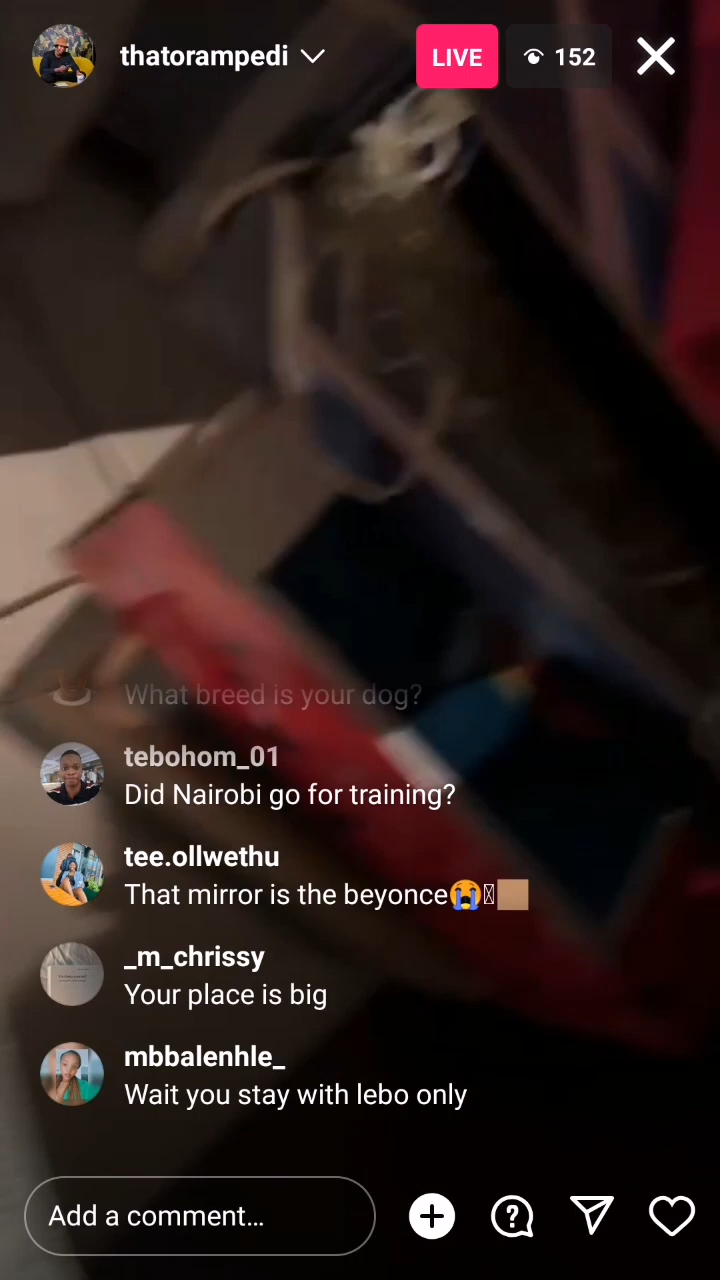 thatorampedi
LIVE
152
What breed is your dog?
tebohom_01
Did Nairobi go for training?
tee.ollwethu
That mirror is the beyonce😭
_m_chrissy
Your place is big
mbbalenhle_
Wait you stay with lebo only
Add a comment...